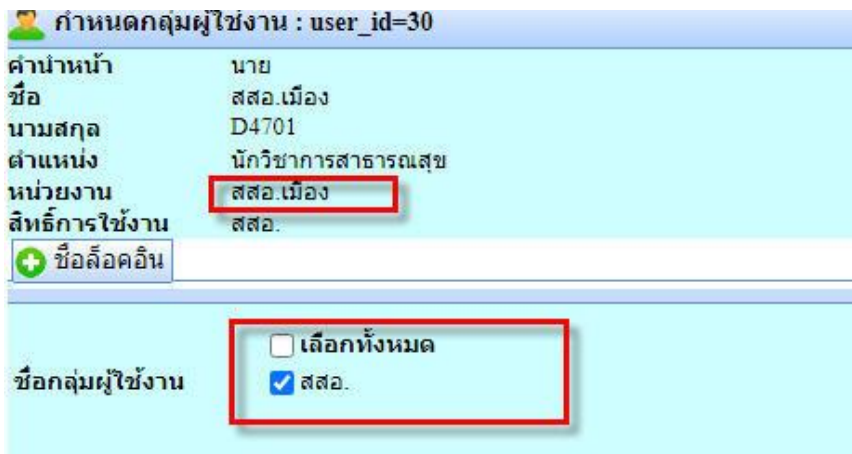 กำหนดกลุ่มผู้ใช้งาน : user_id=30
คำนำหน้า นาย
ชื่อ สสอ.เมือง
นามสกุล D4701
ตำแหน่ง นักวิชาการสาธารณสุข
หน่วยงาน สสอ.เมือง
สิทธิ์การใช้งาน สสอ.
ชื่อล็อคอิน
เลือกทั้งหมด
ชื่อกลุ่มผู้ใช้งาน สสอ.